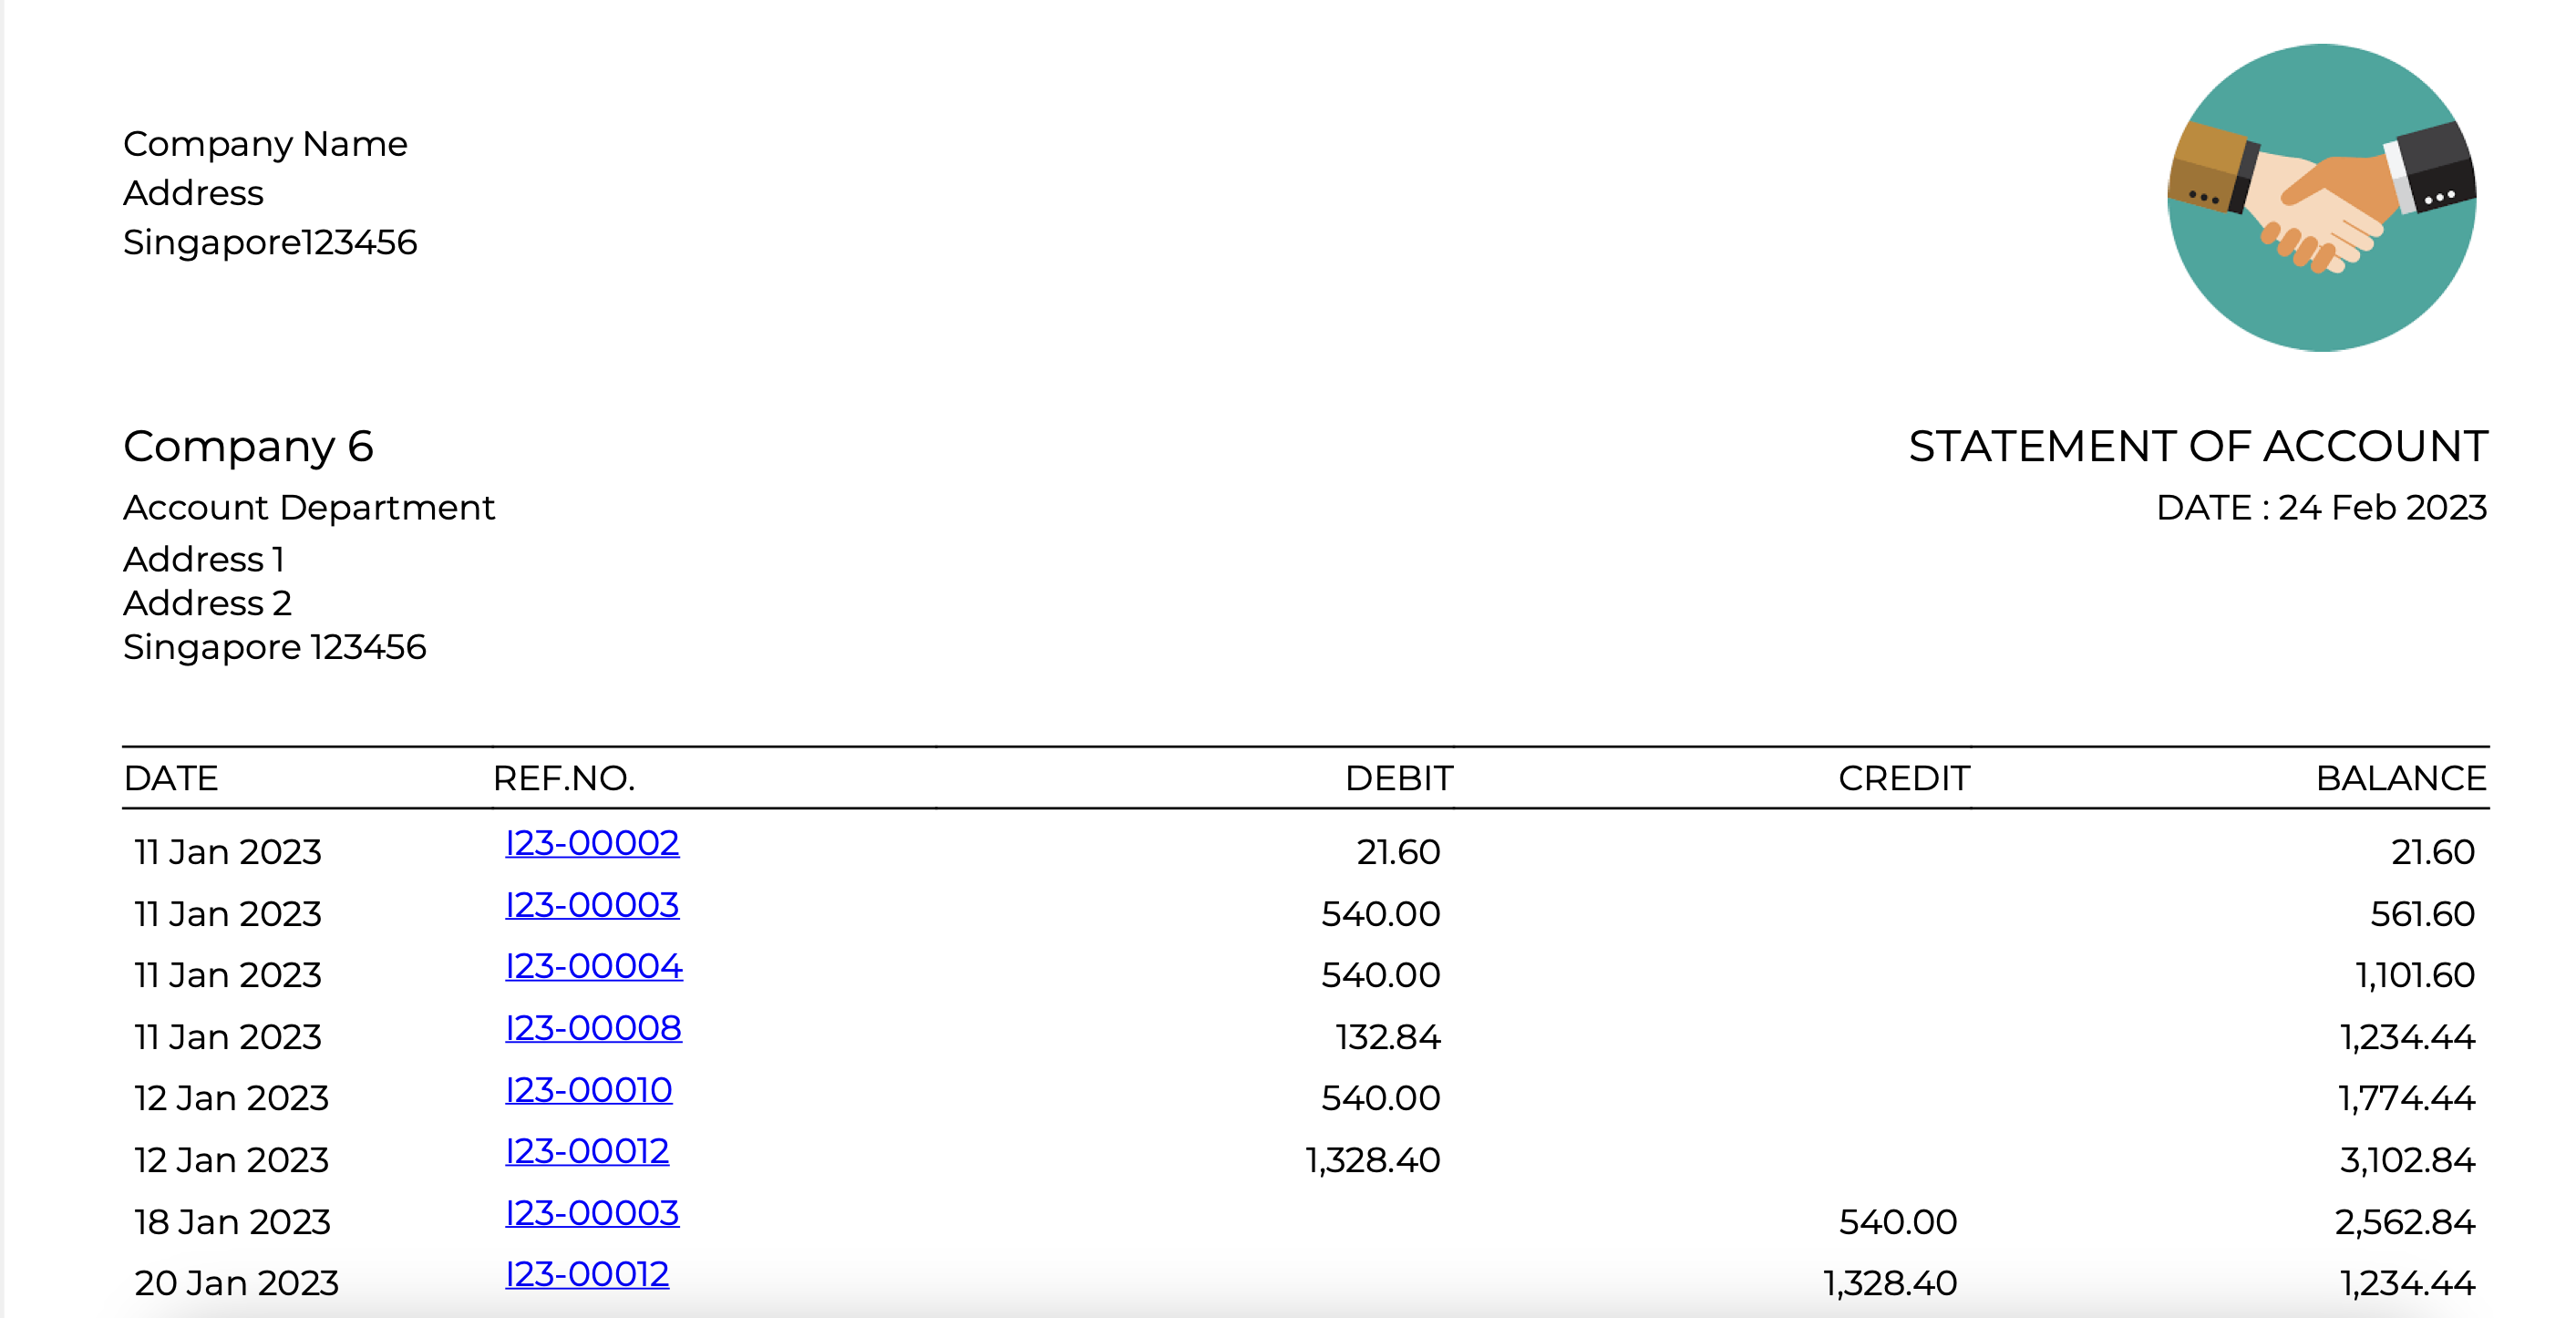 Company Name
Address
Singapore123456
Company 6
STATEMENT OF ACCOUNT
Account Department
DATE : 24 Feb 2023
Address 1
Address 2
Singapore 123456
DATE REF.NO. DEBIT CREDIT BALANCE
11 Jan 2023 I23-00002 21.60 21.60
11 Jan 2023 I23-00003 540.00 561.60
11 Jan 2023 I23-00004 540.00 1,101.60
11 Jan 2023 I23-00008 132.84 1,234.44
12 Jan 2023 I23-00010 540.00 1,774.44
12 Jan 2023 I23-00012 1,328.40 3,102.84
18 Jan 2023 I23-00003 540.00 2,562.84
20 Jan 2023 I23-00012 1,328.40 1,234.44